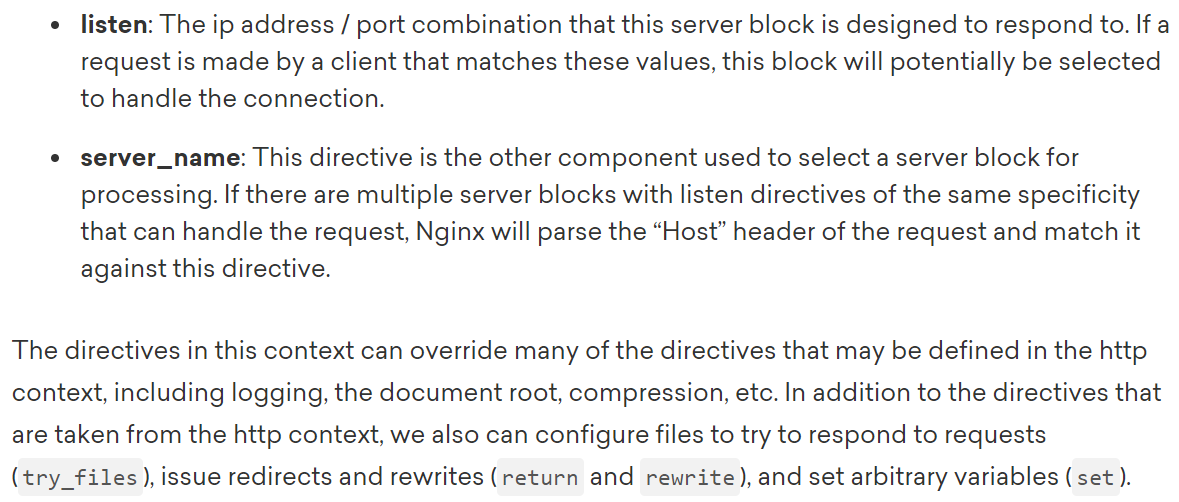 • listen: The ip address / port combination that this server block is designed to respond to. If a
request is made by a client that matches these values, this block will potentially be selected
to handle the connection.
• server_name: This directive is the other component used to select a server block for
processing. If there are multiple server blocks with listen directives of the same specificity
that can handle the request, Nginx will parse the “Host” header of the request and match it
against this directive.
The directives in this context can override many of the directives that may be defined in the http
context, including logging, the document root, compression, etc. In addition to the directives that
are taken from the http context, we also can configure files to try to respond to requests
(try_files), issue redirects and rewrites (return and rewrite), and set arbitrary variables (set).